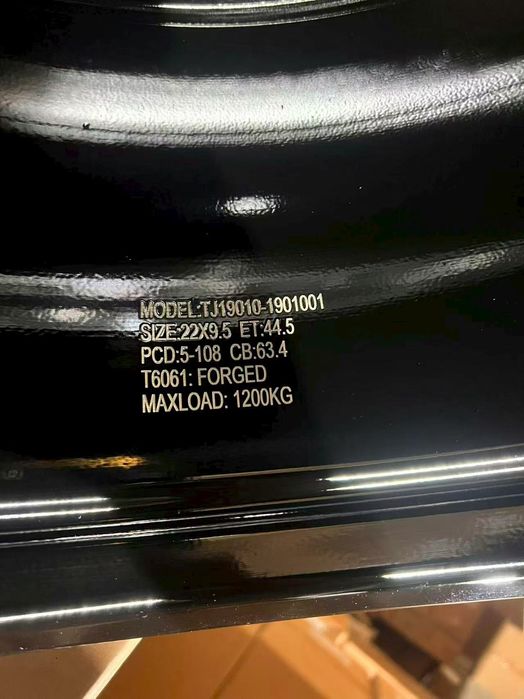 MODEL:TJ19010-1901001
SIZE:22X9.5 ET:44.5
PCD:5-108 CB:63.4
T6061: FORGED
MAXLOAD: 1200KG